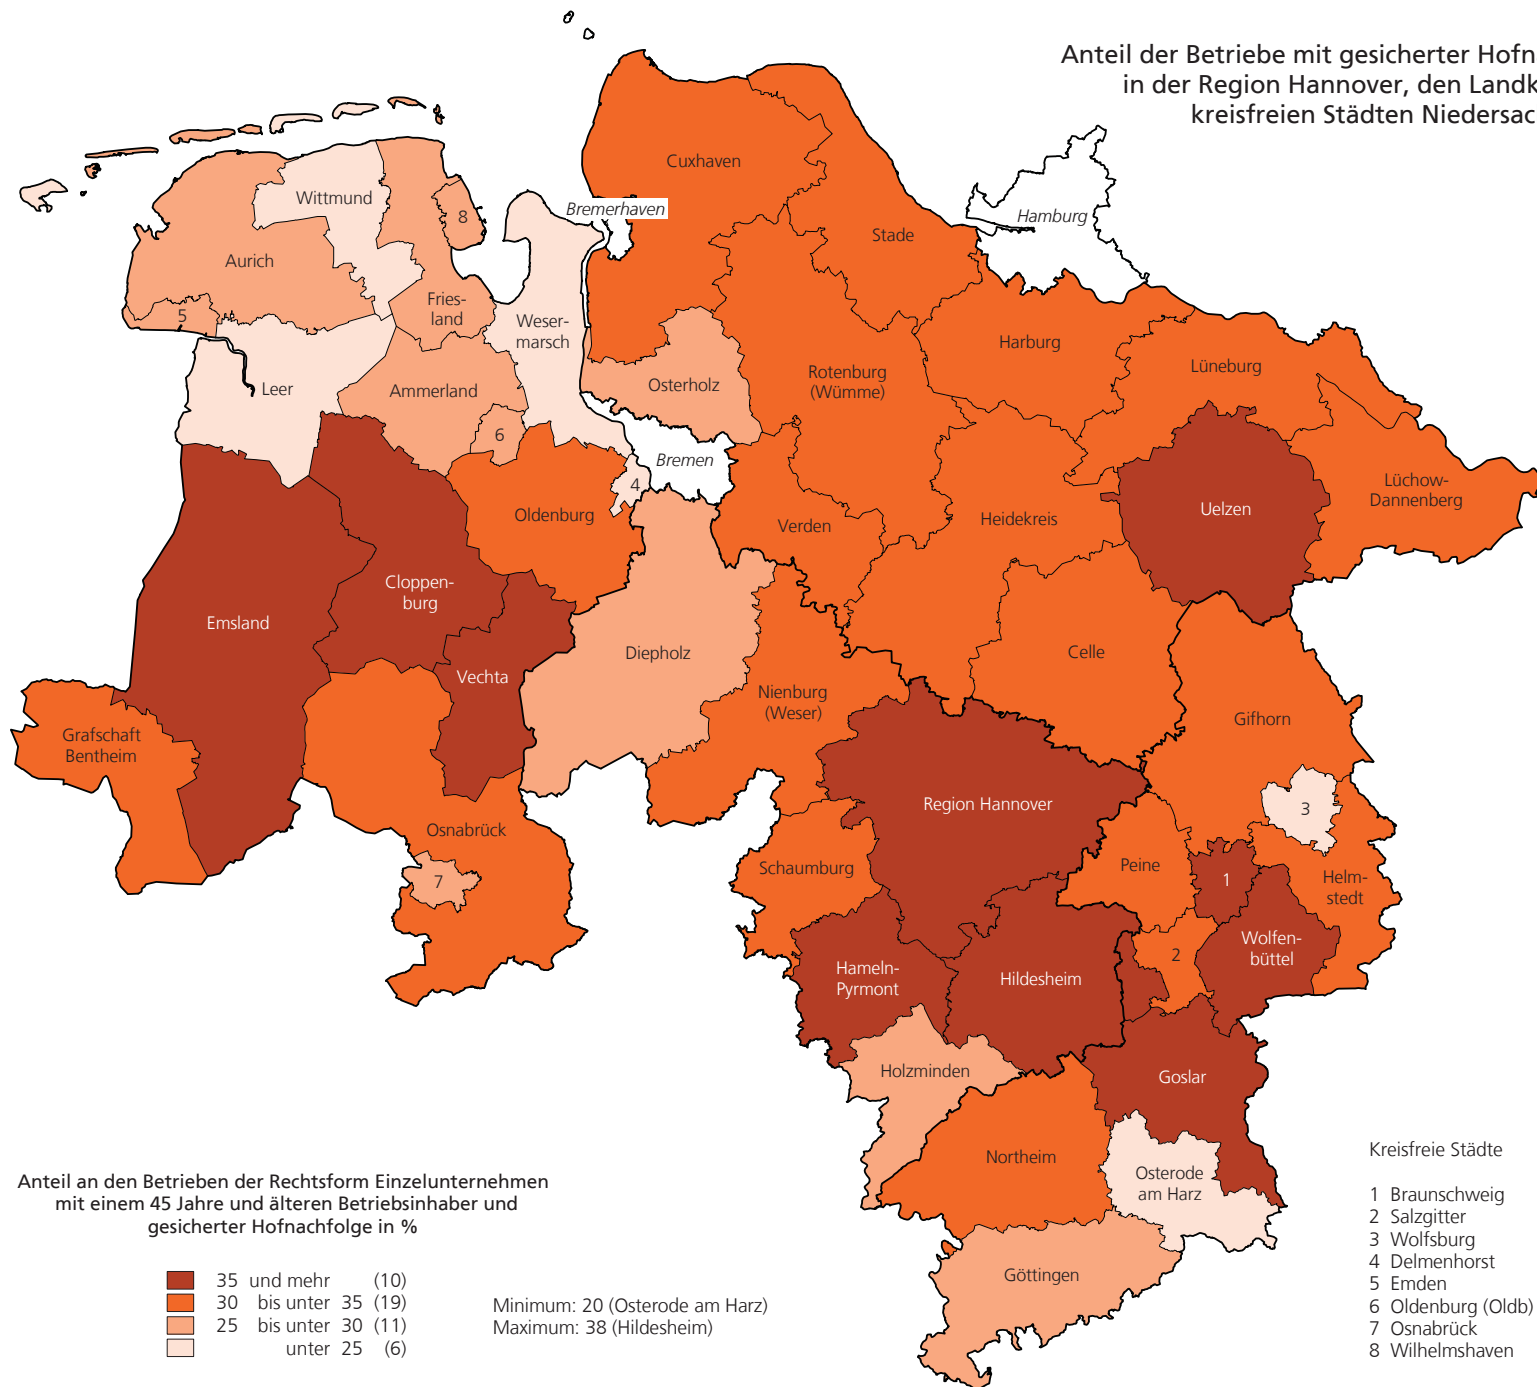 Anteil der Betriebe mit gesicherter Hofn
in der Region Hannover, den Landk
kreisfreien Städten Niedersac
Cuxhaven
Wittmund
Bremerhaven
8
Hamburg
Stade
Aurich
Fries-
land
5
Weser-
marsch
Harburg
Lüneburg
Rotenburg
(Wümme)
Osterholz
Leer
Ammerland
6
Bremen
4
Lüchow-
Dannenberg
Oldenburg
Verden
Heidekreis
Uelzen
Cloppen-
burg
Emsland
Diepholz
Celle
Vechta
Nienburg
(Weser)
Gifhorn
Grafschaft
Bentheim
Region Hannover
3
Osnabrück
Schaumburg
Peine
7
1
Helm-
stedt
Wolfen-
büttel
2
Hameln-
Pyrmont
Hildesheim
Holzminden
Goslar
Northeim
Osterode
am Harz
Göttingen
Anteil an den Betrieben der Rechtsform Einzelunternehmen
mit einem 45 Jahre und älteren Betriebsinhaber und
gesicherter Hofnachfolge in %
35 und mehr (10)
30 bis unter 35 (19)
25 bis unter 30 (11)
unter 25 (6)
Minimum: 20 (Osterode am Harz)
Maximum: 38 (Hildesheim)
Kreisfreie Städte
1 Braunschweig
2 Salzgitter
3 Wolfsburg
4 Delmenhorst
5 Emden
6 Oldenburg (Oldb)
7 Osnabrück
8 Wilhelmshaven